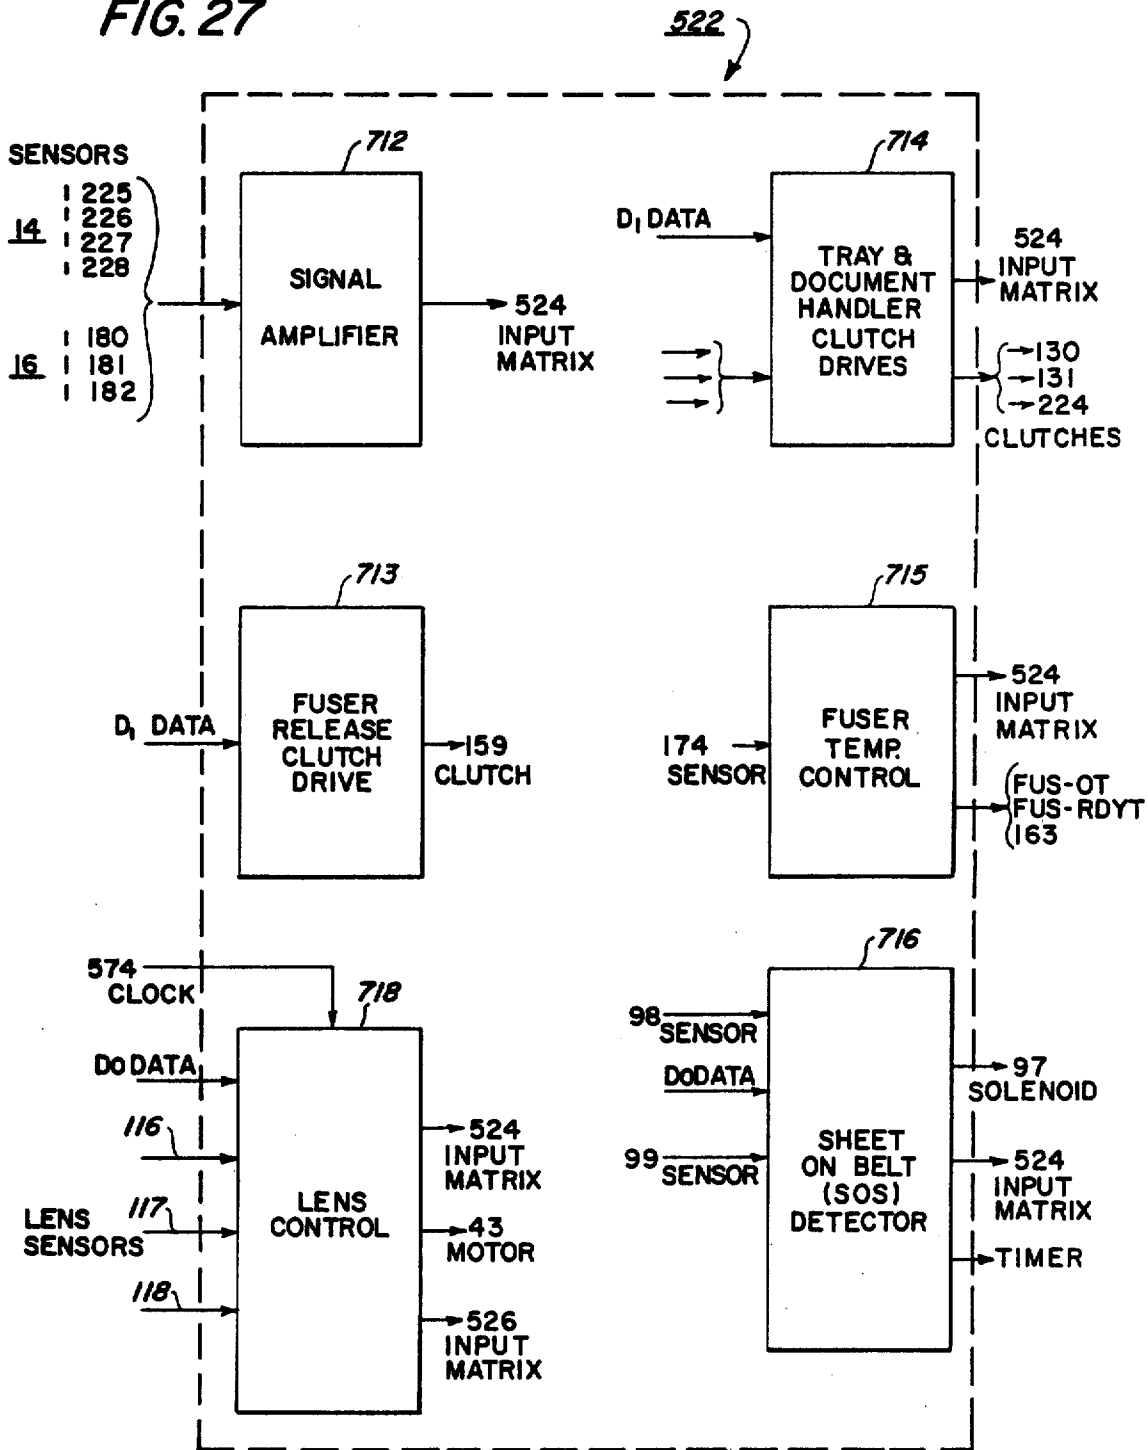 FIG. 27
522
SENSORS
14
225
226
227
228
16
180
181
182
712
SIGNAL
AMPLIFIER
524
INPUT
MATRIX
714
D1 DATA
TRAY &
DOCUMENT
HANDLER
CLUTCH
DRIVES
524
INPUT
MATRIX
130
131
224
CLUTCHES
713
D1 DATA
FUSER
RELEASE
CLUTCH
DRIVE
159
CLUTCH
715
174
SENSOR
FUSER
TEMP.
CONTROL
524
INPUT
MATRIX
FUS-OT
FUS-RDYT
163
574
CLOCK
718
DO DATA
116
LENS
SENSORS
117
118
LENS
CONTROL
524
INPUT
MATRIX
43
MOTOR
526
INPUT
MATRIX
716
98
SENSOR
DO DATA
99
SENSOR
SHEET
ON BELT
(SOS)
DETECTOR
97
SOLENOID
524
INPUT
MATRIX
TIMER